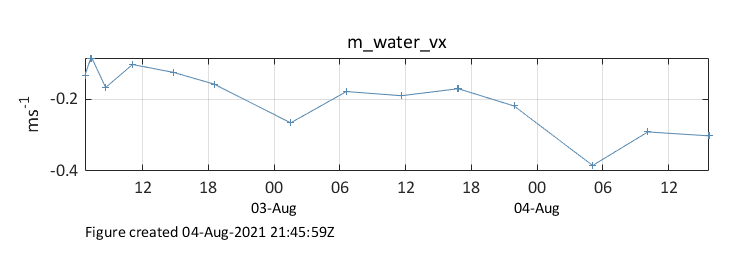 m_water_vx
ms-1
-0.2
-0.4
12 18 00 06 12 18 00 06 12
03-Aug 04-Aug
Figure created 04-Aug-2021 21:45:59Z